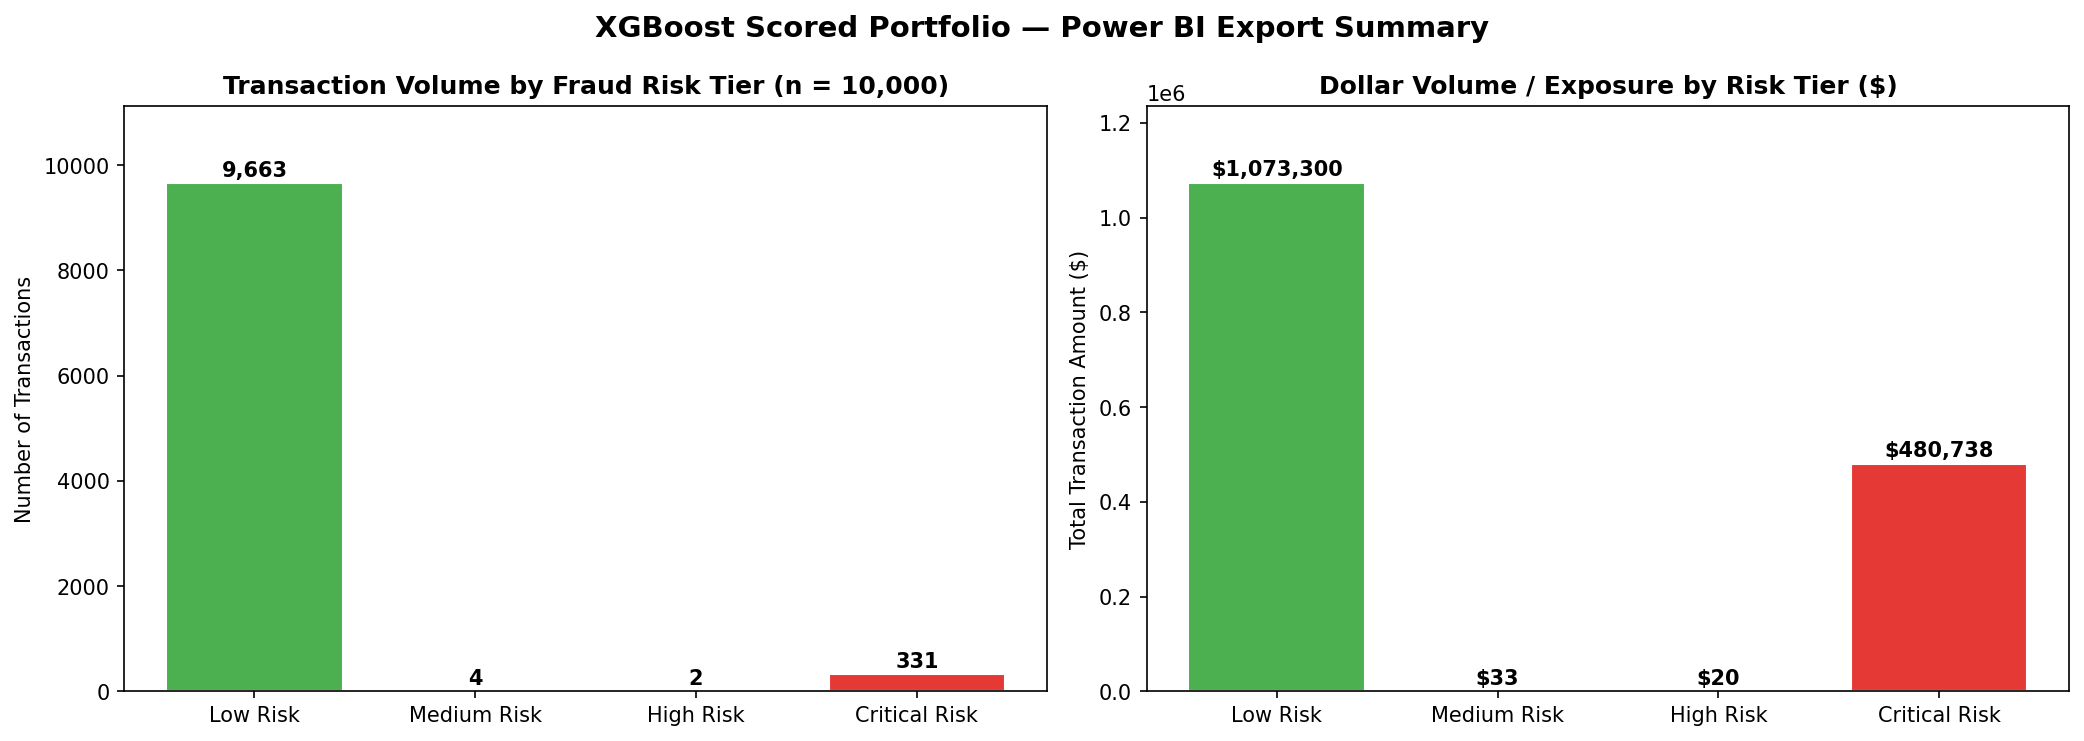 XGBoost Scored Portfolio — Power BI Export Summary
Transaction Volume by Fraud Risk Tier (n = 10,000)
Number of Transactions
10000
8000
6000
4000
2000
0
9,663
4
2
331
Low Risk
Medium Risk
High Risk
Critical Risk
Dollar Volume / Exposure by Risk Tier ($)
1e6
Total Transaction Amount ($)
1.2
1.0
0.8
0.6
0.4
0.2
0.0
$1,073,300
$33
$20
$480,738
Low Risk
Medium Risk
High Risk
Critical Risk